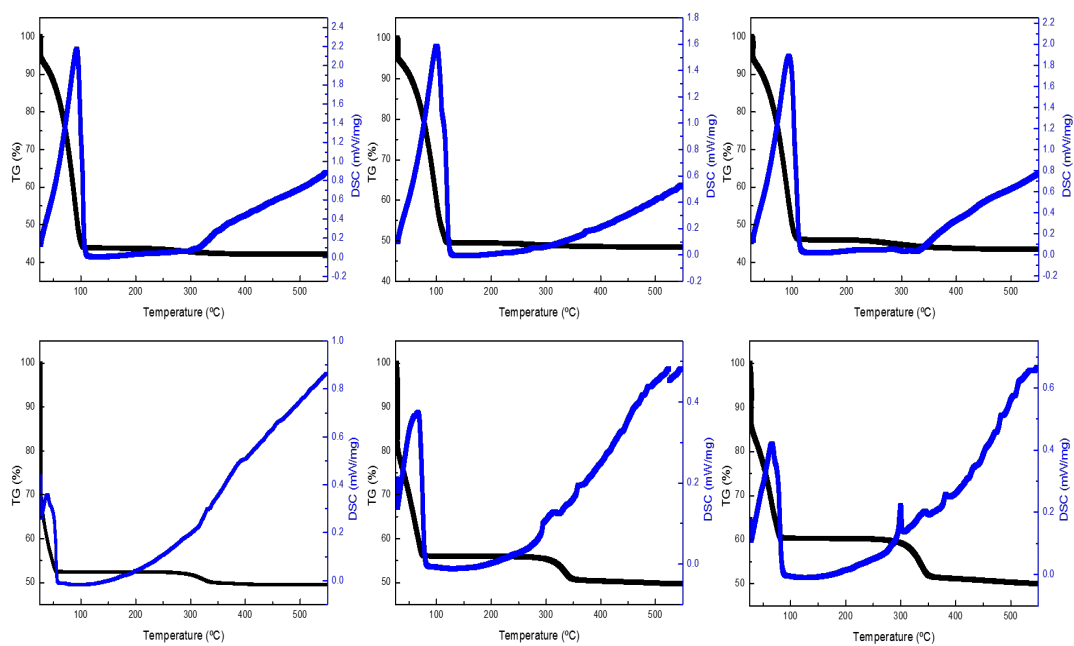 100 90 80 70 60 50 40
TG (%)
2.4 2.2 2.0 1.8 1.6 1.4 1.2 1.0 0.8 0.6 0.4 0.2 0.0 -0.2
DSC (mW/mg)
100 200 300 400 500
Temperature (ºC)
100 90 80 70 60 50 40
TG (%)
1.8 1.6 1.4 1.2 1.0 0.8 0.6 0.4 0.2 0.0 -0.2
DSC (mW/mg)
100 200 300 400 500
Temperature (ºC)
100 90 80 70 60 50 40
TG (%)
2.2 2.0 1.8 1.6 1.4 1.2 1.0 0.8 0.6 0.4 0.2 0.0 -0.2
DSC (mW/mg)
100 200 300 400 500
Temperature (ºC)
100 90 80 70 60 50
TG (%)
1.0 0.8 0.6 0.4 0.2 0.0
DSC (mW/mg)
100 200 300 400 500
Temperature (ºC)
100 90 80 70 60 50
TG (%)
0.4 0.2 0.0
DSC (mW/mg)
100 200 300 400 500
Temperature (ºC)
100 90 80 70 60 50
TG (%)
0.6 0.4 0.2 0.0
DSC (mW/mg)
100 200 300 400 500
Temperature (ºC)